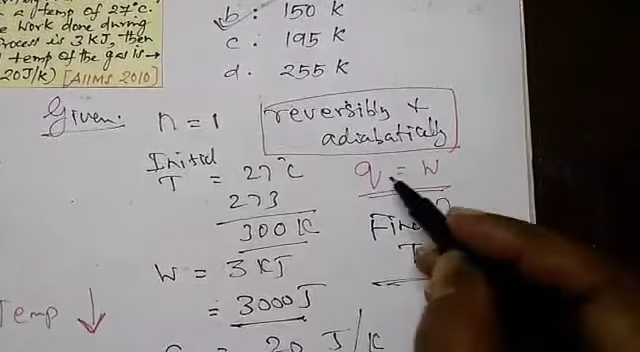 a temp of 27°C.
work done during
process is 3 KJ, then
temp of the gas is →
20J/K) [AIIMS 2010]
b. 150 K
c. 195 K
d. 255 K
Given.
n = 1
reversibly +
adiabatically
Initial
T = 27°C
273
300 K
q = w
T
W = 3 KJ
= 3000 J
Temp ↓
= 20 J/K